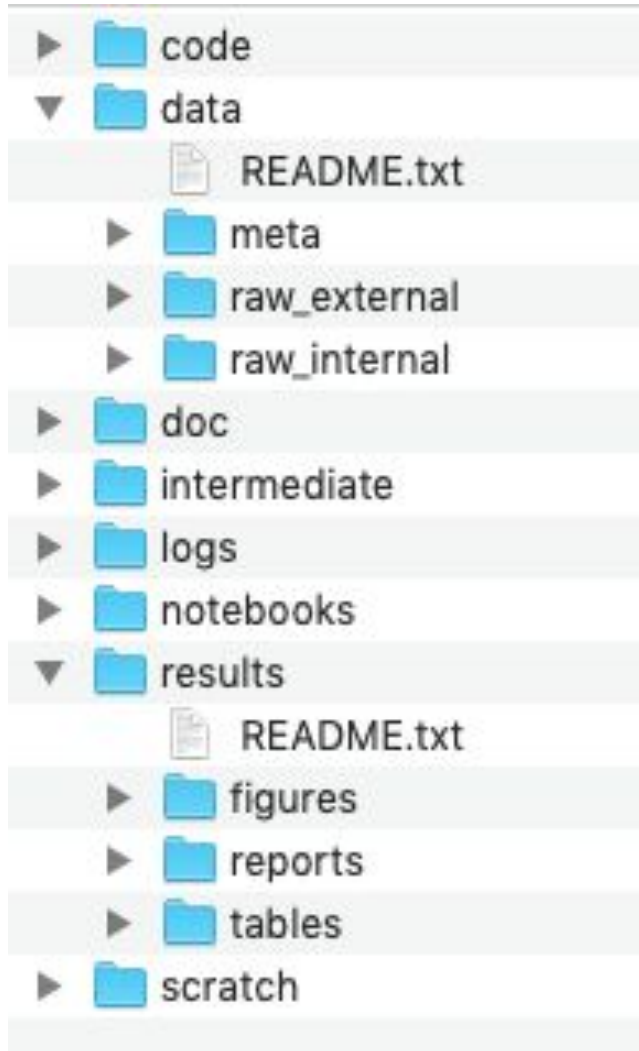 code
data
README.txt
meta
raw_external
raw_internal
doc
intermediate
logs
notebooks
results
README.txt
figures
reports
tables
scratch